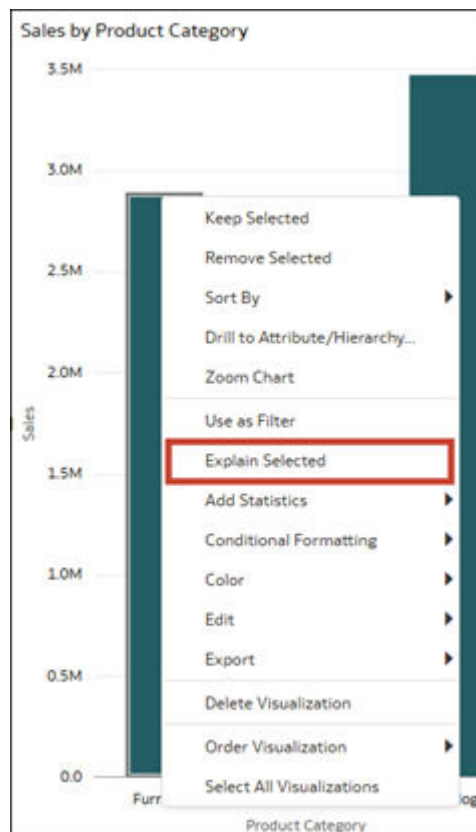 Sales by Product Category
3.5M
3.0M
2.5M
2.0M
1.5M
1.0M
0.5M
0.0
Sales
Keep Selected
Remove Selected
Sort By
Drill to Attribute/Hierarchy...
Zoom Chart
Use as Filter
Explain Selected
Add Statistics
Conditional Formatting
Color
Edit
Export
Delete Visualization
Order Visualization
Select All Visualizations
Furr
log
Product Category